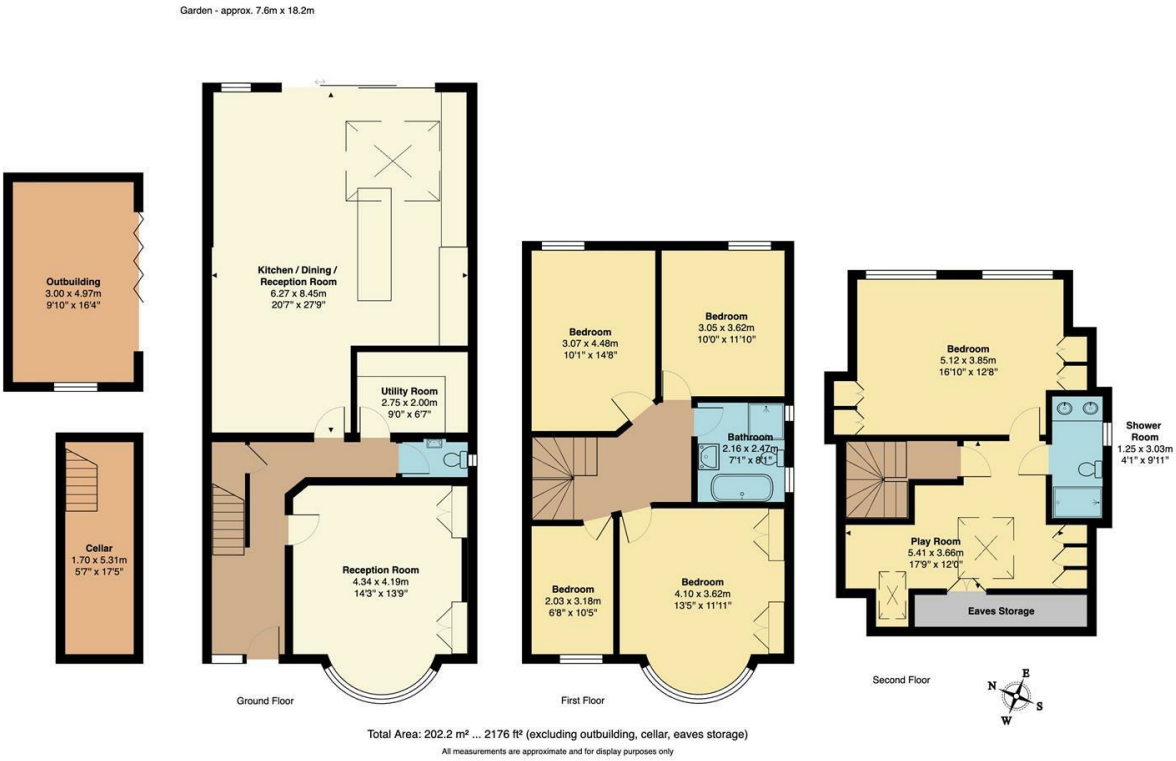 Garden - approx. 7.6m x 18.2m
Outbuilding
3.00 x 4.97m
9'10" x 16'4"
Cellar
1.70 x 5.31m
5'7" x 17'5"
Kitchen / Dining /
Reception Room
6.27 x 8.45m
20'7" x 27'9"
Utility Room
2.75 x 2.00m
9'0" x 6'7"
Reception Room
4.34 x 4.19m
14'3" x 13'9"
Ground Floor
Bedroom
3.07 x 4.48m
10'1" x 14'8"
Bedroom
3.05 x 3.62m
10'0" x 11'10"
Bathroom
2.16 x 2.47m
7'1" x 8'1"
Bedroom
2.03 x 3.18m
6'8" x 10'5"
Bedroom
4.10 x 3.62m
13'5" x 11'11"
First Floor
Bedroom
5.12 x 3.85m
16'10" x 12'8"
Shower
Room
1.25 x 3.03m
4'1" x 9'11"
Play Room
5.41 x 3.66m
17'9" x 12'0"
Eaves Storage
Second Floor
N
E
S
W
Total Area: 202.2 m² ... 2176 ft² (excluding outbuilding, cellar, eaves storage)
All measurements are approximate and for display purposes only